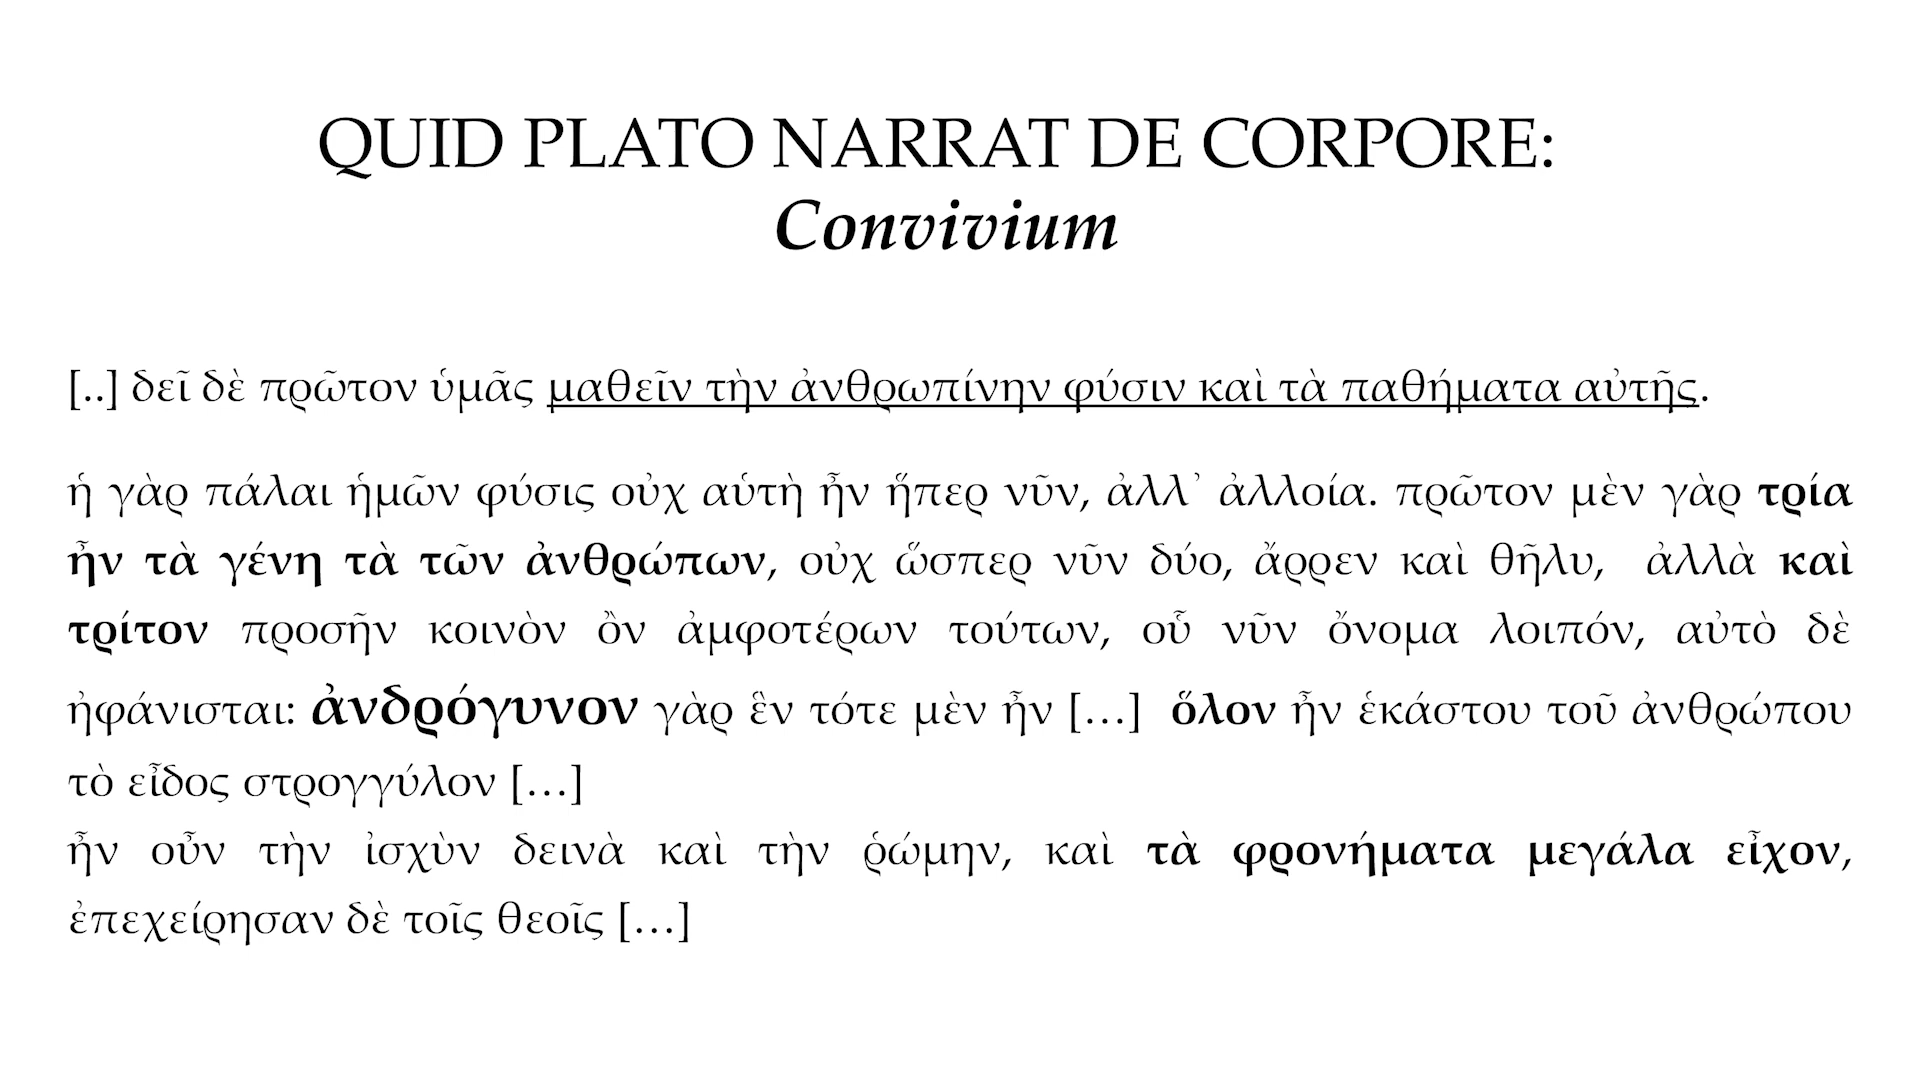 QUID PLATO NARRAT DE CORPORE:
Convivium
[..] δεῖ δὲ πρῶτον ὑμᾶς μαθεῖν τὴν ἀνθρωπίνην φύσιν καὶ τὰ παθήματα αὐτῆς.
ἡ γὰρ πάλαι ἡμῶν φύσις οὐχ αὑτὴ ἦν ἥπερ νῦν, ἀλλ᾽ ἀλλοία. πρῶτον μὲν γὰρ τρία
ἦν τὰ γένη τὰ τῶν ἀνθρώπων, οὐχ ὥσπερ νῦν δύο, ἄρρεν καὶ θῆλυ, ἀλλὰ καὶ
τρίτον προσῆν κοινὸν ὂν ἀμφοτέρων τούτων, οὗ νῦν ὄνομα λοιπόν, αὐτὸ δὲ
ἠφάνισται: ἀνδρόγυνον γὰρ ἓν τότε μὲν ἦν […] ὅλον ἦν ἑκάστου τοῦ ἀνθρώπου
τὸ εἶδος στρογγύλον […]
ἦν οὖν τὴν ἰσχὺν δεινὰ καὶ τὴν ῥώμην, καὶ τὰ φρονήματα μεγάλα εἶχον,
ἐπεχείρησαν δὲ τοῖς θεοῖς […]